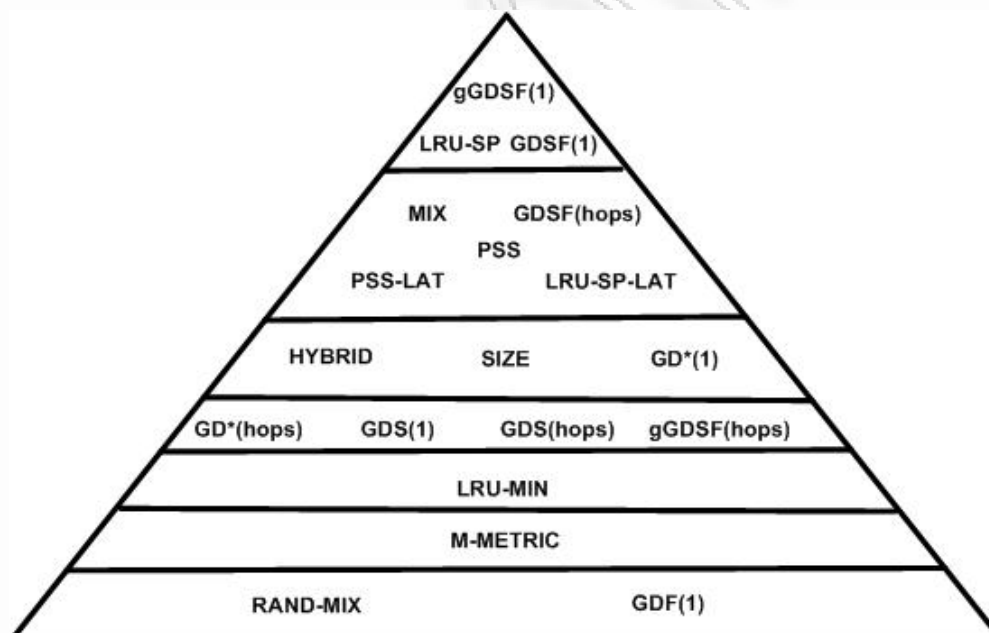 gGDSF(1)
LRU-SP GDSF(1)
MIX GDSF(hops)
PSS
PSS-LAT LRU-SP-LAT
HYBRID SIZE GD*(1)
GD*(hops) GDS(1) GDS(hops) gGDSF(hops)
LRU-MIN
M-METRIC
RAND-MIX GDF(1)